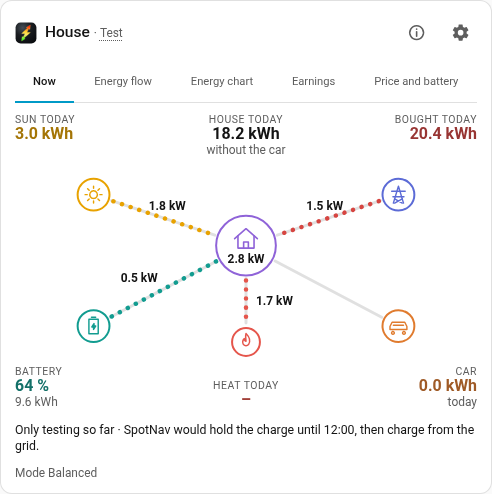 House · Test
Now
Energy flow
Energy chart
Earnings
Price and battery
SUN TODAY
3.0 kWh
HOUSE TODAY
18.2 kWh
without the car
BOUGHT TODAY
20.4 kWh
1.8 kW
1.5 kW
2.8 kW
0.5 kW
1.7 kW
BATTERY
64 %
9.6 kWh
HEAT TODAY
–
CAR
0.0 kWh
today
Only testing so far · SpotNav would hold the charge until 12:00, then charge from the
grid.
Mode Balanced